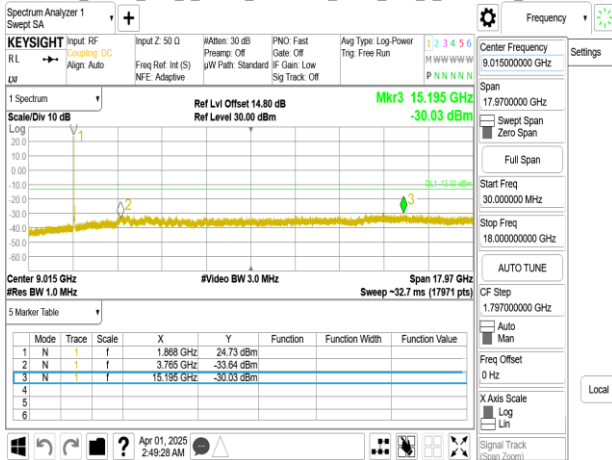 Spectrum Analyzer 1
Swept SA
Frequency
KEYSIGHT
RL
Input: RF
Coupling: DC
Align: Auto
Input Z: 50 Ω
Freq Ref: Int (S)
NFE: Adaptive
#Atten: 30 dB
Preamp: Off
µW Path: Standard
PNO: Fast
Gate: Off
IF Gain: Low
Sig Track: Off
Avg Type: Log-Power
Trig: Free Run
1 2 3 4 5 6
M W W W W W
P N N N N N
Center Frequency
9.015000000 GHz
Settings
1 Spectrum
Scale/Div 10 dB
Ref Lvl Offset 14.80 dB
Ref Level 30.00 dBm
Mkr3 15.195 GHz
-30.03 dBm
Log
20.0
10.0
0.00
-10.0
-20.0
-30.0
-40.0
-50.0
-60.0
1
2
3
DL1 -13.00 dBm
Center 9.015 GHz
#Video BW 3.0 MHz
Span 17.97 GHz
#Res BW 1.0 MHz
Sweep ~32.7 ms (17971 pts)
Span
17.9700000 GHz
Swept Span
Zero Span
Full Span
Start Freq
30.000000 MHz
Stop Freq
18.000000000 GHz
AUTO TUNE
CF Step
1.797000000 GHz
Auto
Man
Freq Offset
0 Hz
X Axis Scale
Log
Lin
Signal Track
(Span Zoom)
Local
5 Marker Table
Mode Trace Scale X Y Function Function Width Function Value
1 N 1 f 1.868 GHz 24.73 dBm
2 N 1 f 3.765 GHz -33.64 dBm
3 N 1 f 15.195 GHz -30.03 dBm
4
5
6
?
Apr 01, 2025
2:49:28 AM